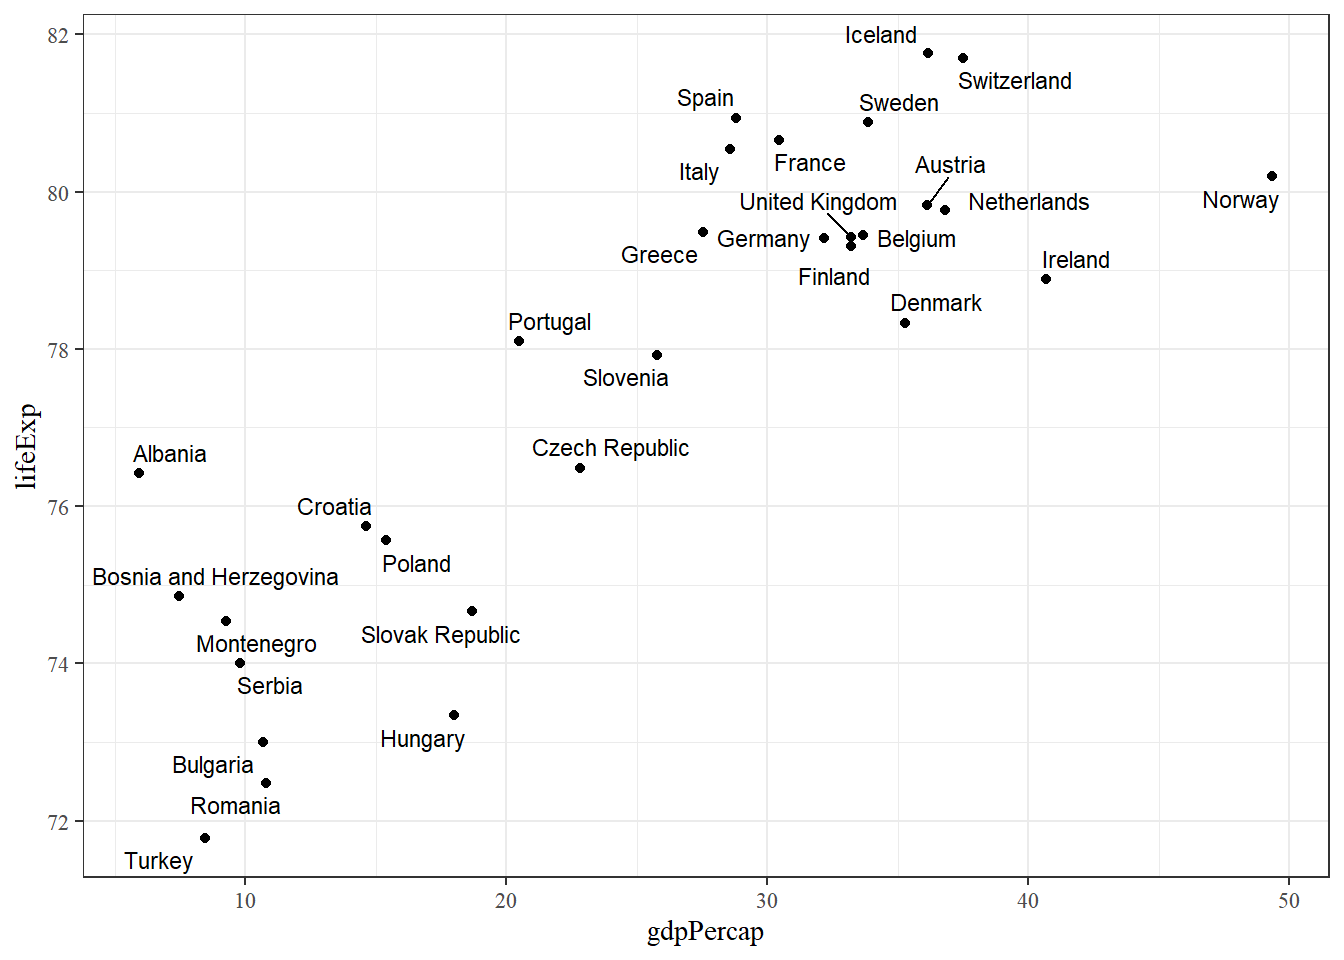 82
Iceland
Switzerland
Spain
Sweden
Italy
France
Austria
80
United Kingdom
Netherlands
Norway
Greece
Germany
Belgium
Finland
Ireland
Denmark
Portugal
78
Slovenia
Czech Republic
Albania
lifeExp
76
Croatia
Poland
Bosnia and Herzegovina
Montenegro
Slovak Republic
74
Serbia
Hungary
Bulgaria
Romania
72
Turkey
10 20 30 40 50
gdpPercap